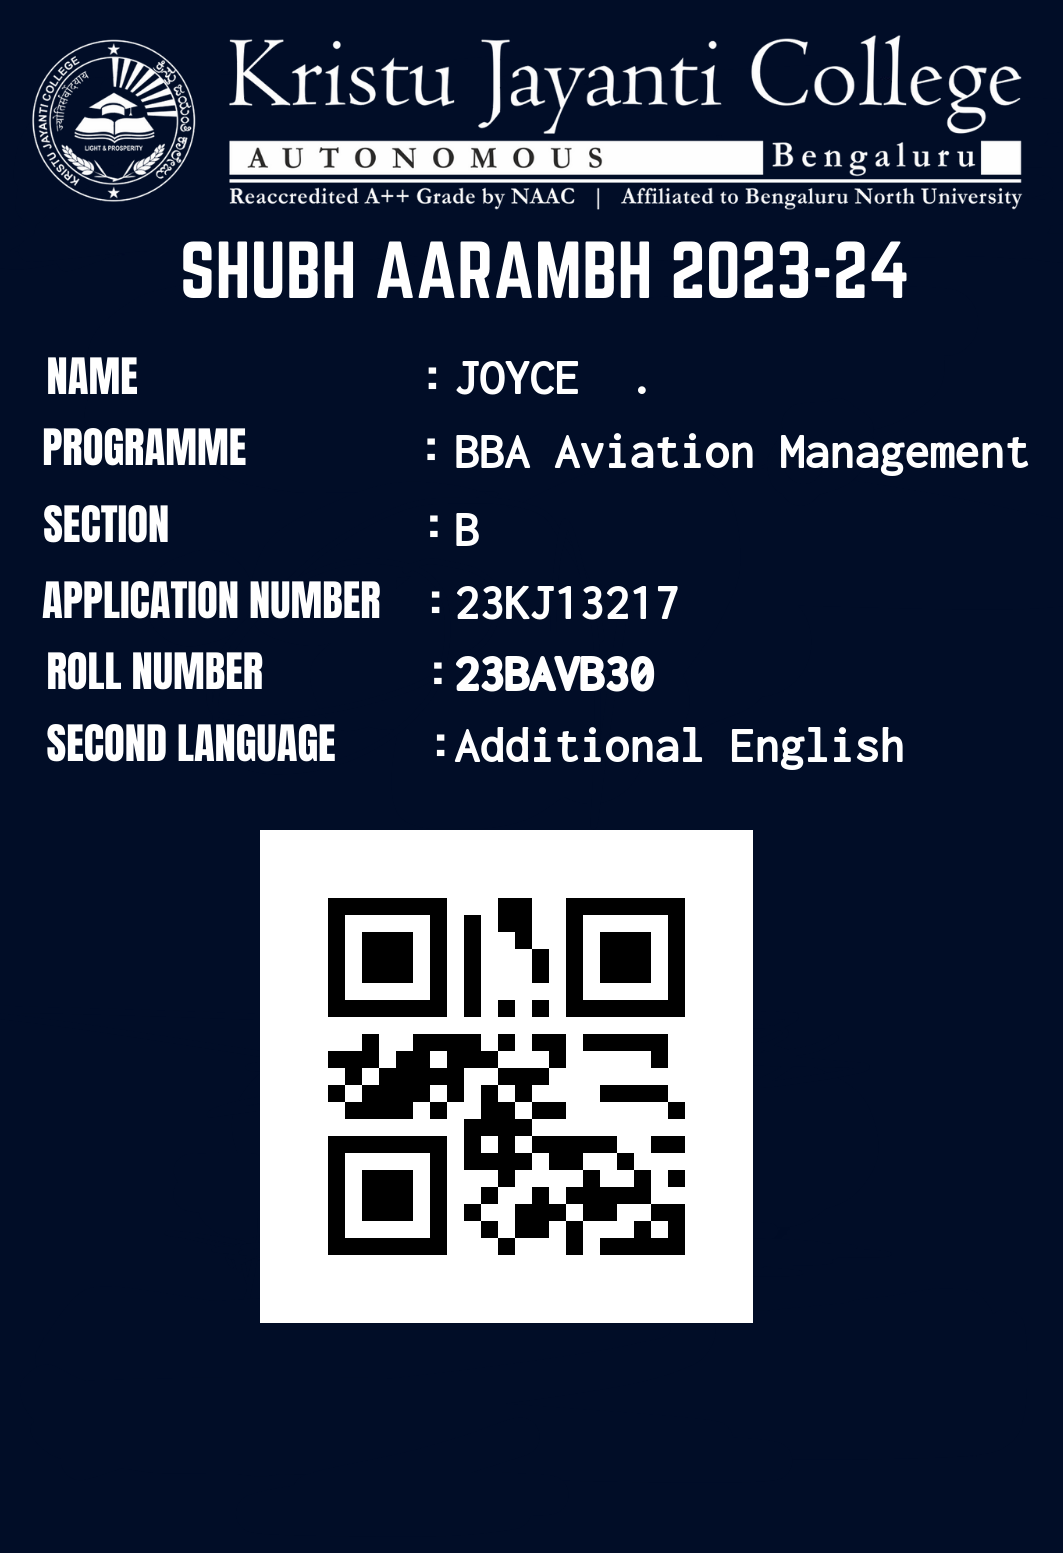 Kristu Jayanti College
AUTONOMOUS Bengaluru
Reaccredited A++ Grade by NAAC | Affiliated to Bengaluru North University
KRISTU JAYANTI COLLEGE
LIGHT & PROSPERITY
SHUBH AARAMBH 2023-24
NAME : JOYCE .
PROGRAMME : BBA Aviation Management
SECTION : B
APPLICATION NUMBER : 23KJ13217
ROLL NUMBER : 23BAVB30
SECOND LANGUAGE : Additional English